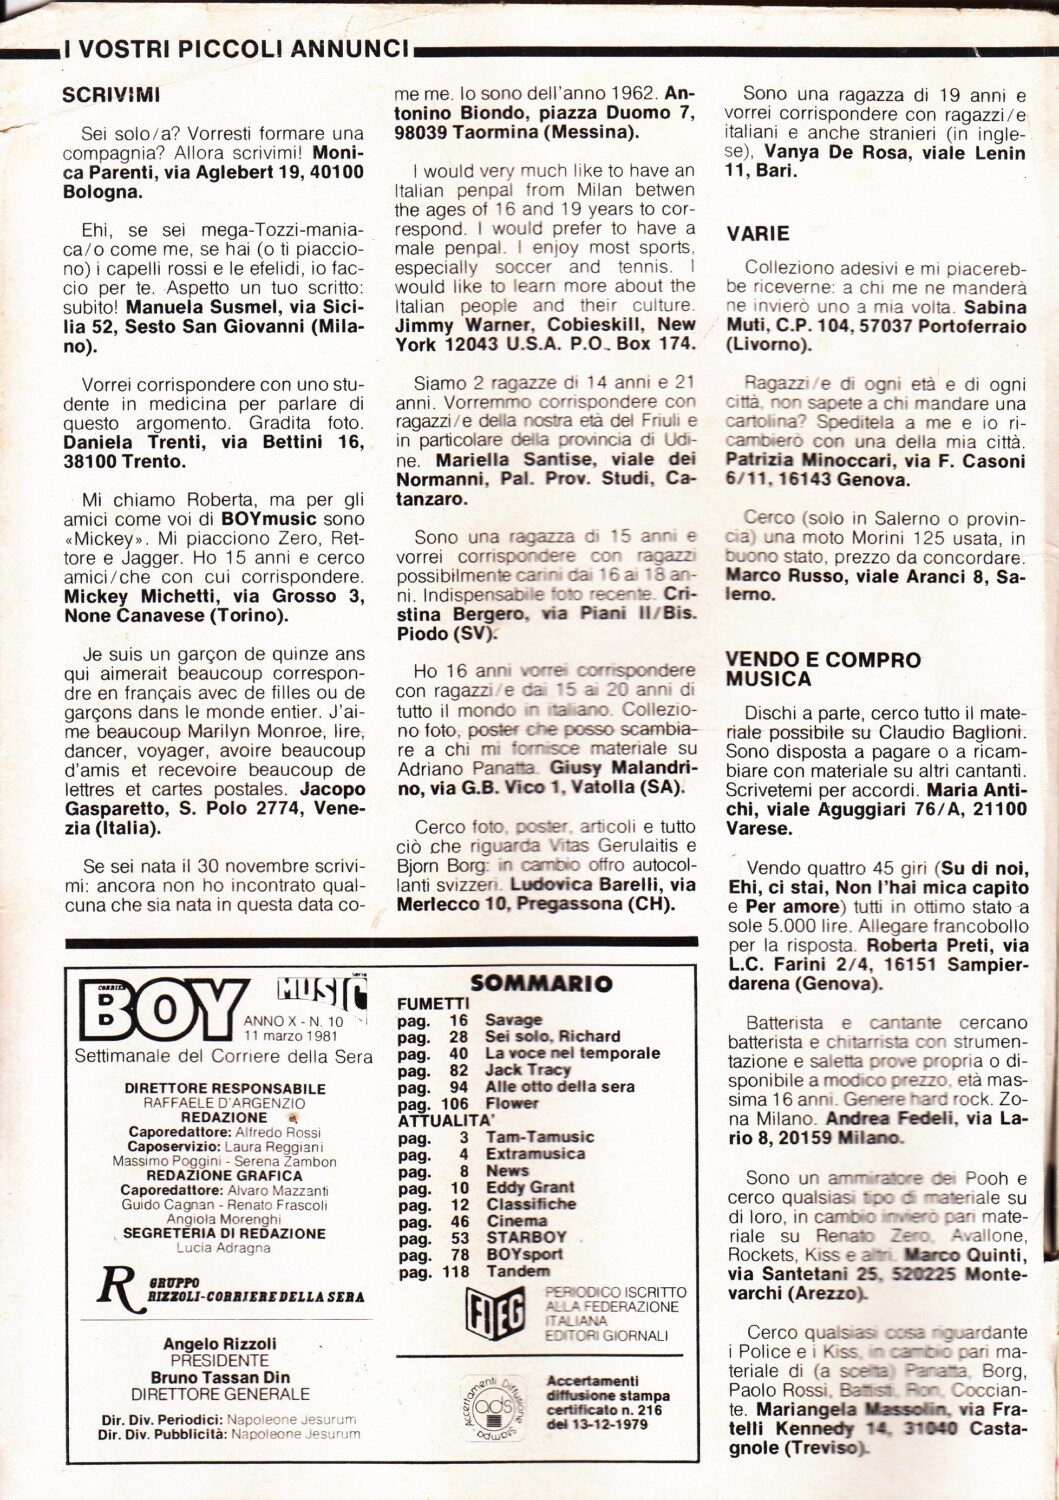 I VOSTRI PICCOLI ANNUNCI
SCRIVIMI
Sei solo/a? Vorresti formare una
compagnia? Allora scrivimi! Moni-
ca Parenti, via Aglebert 19, 40100
Bologna.
Ehi, se sei mega-Tozzi-mania-
ca/o come me, se hai (o ti piaccio-
no) i capelli rossi e le efelidi, io fac-
cio per te. Aspetto un tuo scritto:
subito! Manuela Susmel, via Sici-
lia 52, Sesto San Giovanni (Mila-
no).
Vorrei corrispondere con uno stu-
dente in medicina per parlare di
questo argomento. Gradita foto.
Daniela Trenti, via Bettini 16,
38100 Trento.
Mi chiamo Roberta, ma per gli
amici come voi di BOYmusic sono
«Mickey». Mi piacciono Zero, Ret-
tore e Jagger. Ho 15 anni e cerco
amici/che con cui corrispondere.
Mickey Michetti, via Grosso 3,
None Canavese (Torino).
Je suis un garçon de quinze ans
qui aimerait beaucoup correspon-
dre en français avec de filles ou de
garçons dans le monde entier. J'ai-
me beaucoup Marilyn Monroe, lire,
dancer, voyager, avoire beaucoup
d'amis et recevoire beaucoup de
lettres et cartes postales. Jacopo
Gasparetto, S. Polo 2774, Vene-
zia (Italia).
Se sei nata il 30 novembre scrivi-
mi: ancora non ho incontrato qual-
cuna che sia nata in questa data co-
me me. Io sono dell'anno 1962. An-
tonino Biondo, piazza Duomo 7,
98039 Taormina (Messina).
I would very much like to have an
Italian penpal from Milan betwen
the ages of 16 and 19 years to cor-
respond. I would prefer to have a
male penpal. I enjoy most sports,
especially soccer and tennis. I
would like to learn more about the
Italian people and their culture.
Jimmy Warner, Cobieskill, New
York 12043 U.S.A. P.O. Box 174.
Siamo 2 ragazze di 14 anni e 21
anni. Vorremmo corrispondere con
ragazzi/e della nostra età del Friuli e
in particolare della provincia di Udi-
ne. Mariella Santise, viale dei
Normanni, Pal. Prov. Studi, Ca-
tanzaro.
Sono una ragazza di 15 anni e
vorrei corrispondere con ragazzi
possibilmente carini dai 16 ai 18 an-
ni. Indispensabile foto recente. Cri-
stina Bergero, via Piani II/Bis.
Piodo (SV).
Ho 16 anni vorrei corrispondere
con ragazzi/e dai 15 ai 20 anni di
tutto il mondo in italiano. Collezio-
no foto, poster che posso scambia-
re a chi mi fornisce materiale su
Adriano Panatta. Giusy Malandri-
no, via G.B. Vico 1, Vatolla (SA).
Cerco foto, poster, articoli e tutto
ciò che riguarda Vitas Gerulaitis e
Bjorn Borg: in cambio offro autocol-
lanti svizzeri. Ludovica Barelli, via
Merlecco 10, Pregassona (CH).
Sono una ragazza di 19 anni e
vorrei corrispondere con ragazzi/e
italiani e anche stranieri (in ingle-
se), Vanya De Rosa, viale Lenin
11, Bari.
VARIE
Colleziono adesivi e mi piacereb-
be riceverne: a chi me ne manderà
ne invierò uno a mia volta. Sabina
Muti, C.P. 104, 57037 Portoferraio
(Livorno).
Ragazzi/e di ogni età e di ogni
città, non sapete a chi mandare una
cartolina? Speditela a me e io ri-
cambierò con una della mia città.
Patrizia Minoccari, via F. Casoni
6/11, 16143 Genova.
Cerco (solo in Salerno o provin-
cia) una moto Morini 125 usata, in
buono stato, prezzo da concordare.
Marco Russo, viale Aranci 8, Sa-
lerno.
VENDO E COMPRO
MUSICA
Dischi a parte, cerco tutto il mate-
riale possibile su Claudio Baglioni.
Sono disposta a pagare o a ricam-
biare con materiale su altri cantanti.
Scrivetemi per accordi. Maria Anti-
chi, viale Aguggiari 76/A, 21100
Varese.
Vendo quattro 45 giri (Su di noi,
Ehi, ci stai, Non l'hai mica capito
e Per amore) tutti in ottimo stato a
sole 5.000 lire. Allegare francobollo
per la risposta. Roberta Preti, via
L.C. Farini 2/4, 16151 Sampier-
darena (Genova).
Batterista e cantante cercano
batterista e chitarrista con strumen-
tazione e saletta prove propria o di-
sponibile a modico prezzo, età mas-
sima 16 anni. Genere hard rock. Zo-
na Milano. Andrea Fedeli, via La-
rio 8, 20159 Milano.
Sono un ammiratore dei Pooh e
cerco qualsiasi tipo di materiale su
di loro, in cambio invierò pari mate-
riale su Renato Zero, Avallone,
Rockets, Kiss e altri. Marco Quinti,
via Santetani 25, 520225 Monte-
varchi (Arezzo).
Cerco qualsiasi cosa riguardante
i Police e i Kiss, in cambio pari ma-
teriale di (a scelta) Panatta, Borg,
Paolo Rossi, Battisti, Ron, Coccian-
te. Mariangela Massolin, via Fra-
telli Kennedy 14, 31040 Casta-
gnole (Treviso).
CORRIER
BOY
serie
MUSIC
ANNO X - N. 10
11 marzo 1981
Settimanale del Corriere della Sera
DIRETTORE RESPONSABILE
RAFFAELE D'ARGENZIO
REDAZIONE
Caporedattore: Alfredo Rossi
Caposervizio: Laura Reggiani
Massimo Poggini - Serena Zambon
REDAZIONE GRAFICA
Caporedattore: Alvaro Mazzanti
Guido Cagnan - Renato Frascoli
Angiola Morenghi
SEGRETERIA DI REDAZIONE
Lucia Adragna
R GRUPPO
RIZZOLI-CORRIERE DELLA SERA
Angelo Rizzoli
PRESIDENTE
Bruno Tassan Din
DIRETTORE GENERALE
Dir. Div. Periodici: Napoleone Jesurum
Dir. Div. Pubblicità: Napoleone Jesurum
SOMMARIO
FUMETTI
pag. 16 Savage
pag. 28 Sei solo, Richard
pag. 40 La voce nel temporale
pag. 82 Jack Tracy
pag. 94 Alle otto della sera
pag. 106 Flower
ATTUALITA'
pag. 3 Tam-Tamusic
pag. 4 Extramusica
pag. 8 News
pag. 10 Eddy Grant
pag. 12 Classifiche
pag. 46 Cinema
pag. 53 STARBOY
pag. 78 BOYsport
pag. 118 Tandem
FIEG
PERIODICO ISCRITTO
ALLA FEDERAZIONE
ITALIANA
EDITORI GIORNALI
Accertamenti Diffusione Stampa
ads
Accertamenti
diffusione stampa
certificato n. 216
del 13-12-1979